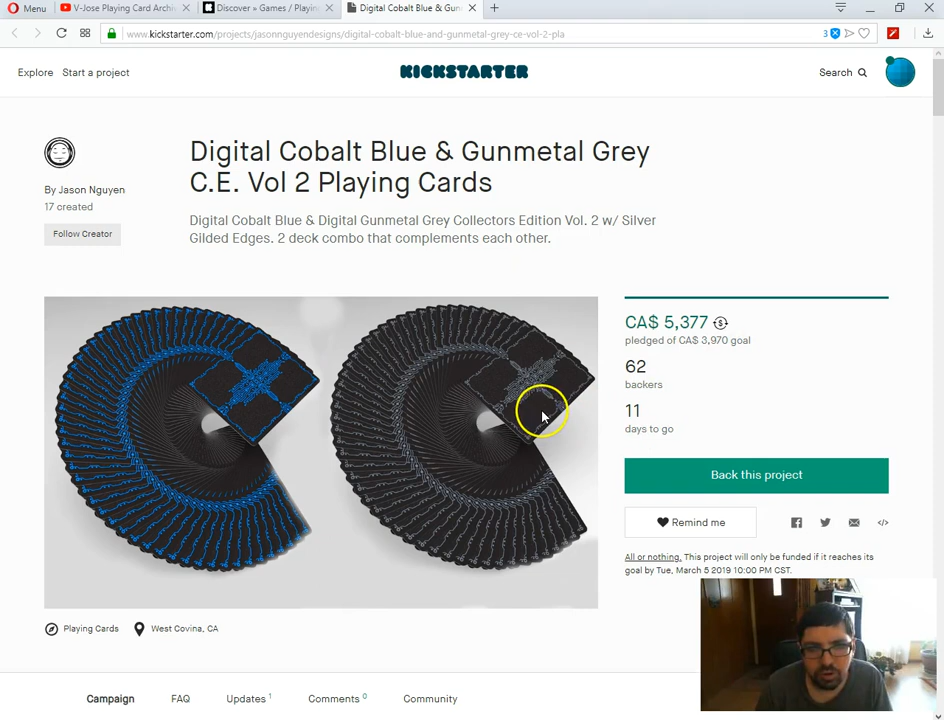 Menu
V-Jose Playing Card Archi
Discover » Games / Playin
Digital Cobalt Blue & Gun
www.kickstarter.com/projects/jasonnguyendesigns/digital-cobalt-blue-and-gunmetal-grey-ce-vol-2-pla
3
Explore
Start a project
KICKSTARTER
Search
Digital Cobalt Blue & Gunmetal Grey
C.E. Vol 2 Playing Cards
By Jason Nguyen
17 created
Follow Creator
Digital Cobalt Blue & Digital Gunmetal Grey Collectors Edition Vol. 2 w/ Silver
Gilded Edges. 2 deck combo that complements each other.
CA$ 5,377
pledged of CA$ 3,970 goal
62
backers
11
days to go
Back this project
Remind me
All or nothing. This project will only be funded if it reaches its
goal by Tue, March 5 2019 10:00 PM CST.
Playing Cards
West Covina, CA
Campaign
FAQ
Updates 1
Comments 0
Community